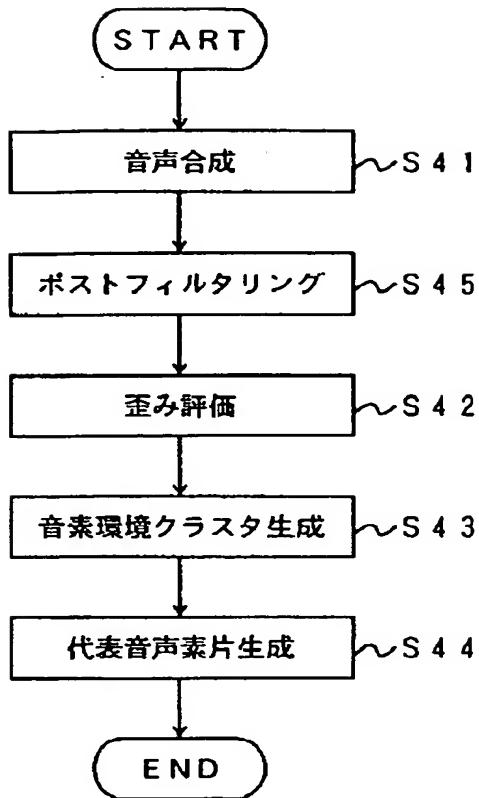 START
音声合成 S41
ポストフィルタリング S45
歪み評価 S42
音素環境クラスタ生成 S43
代表音声素片生成 S44
END